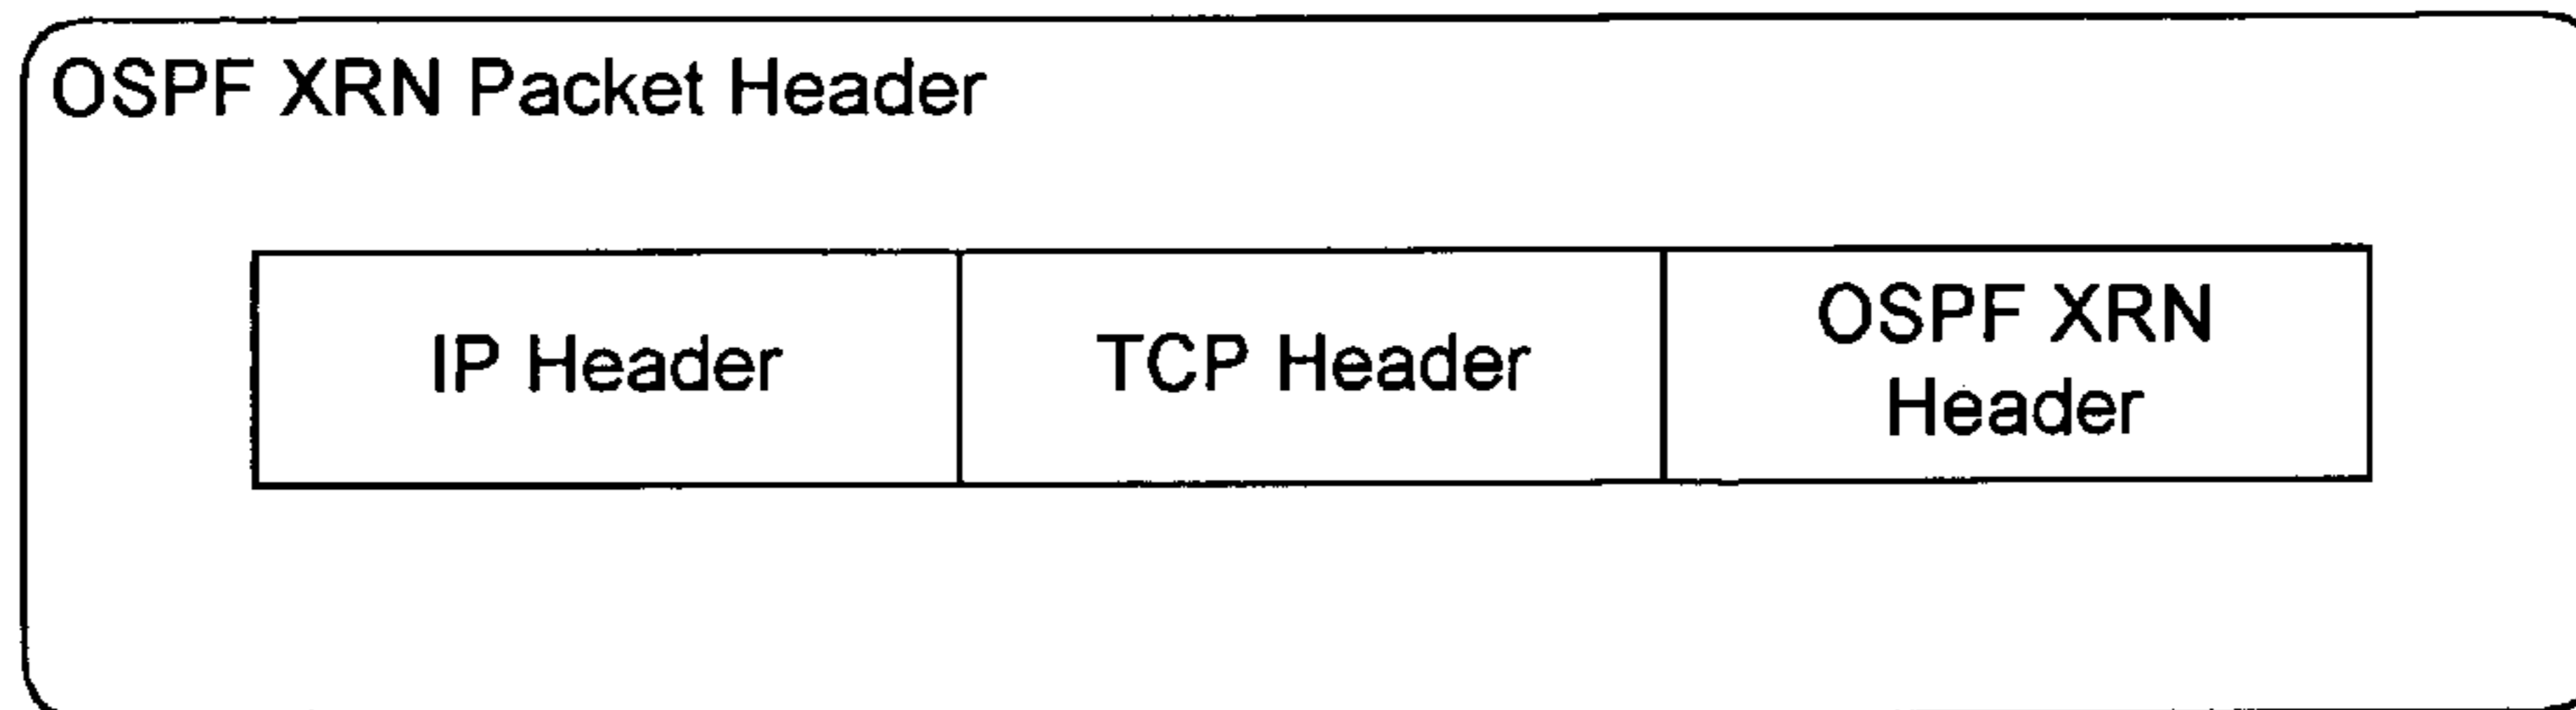 OSPF XRN Packet Header
IP Header
TCP Header
OSPF XRN
Header